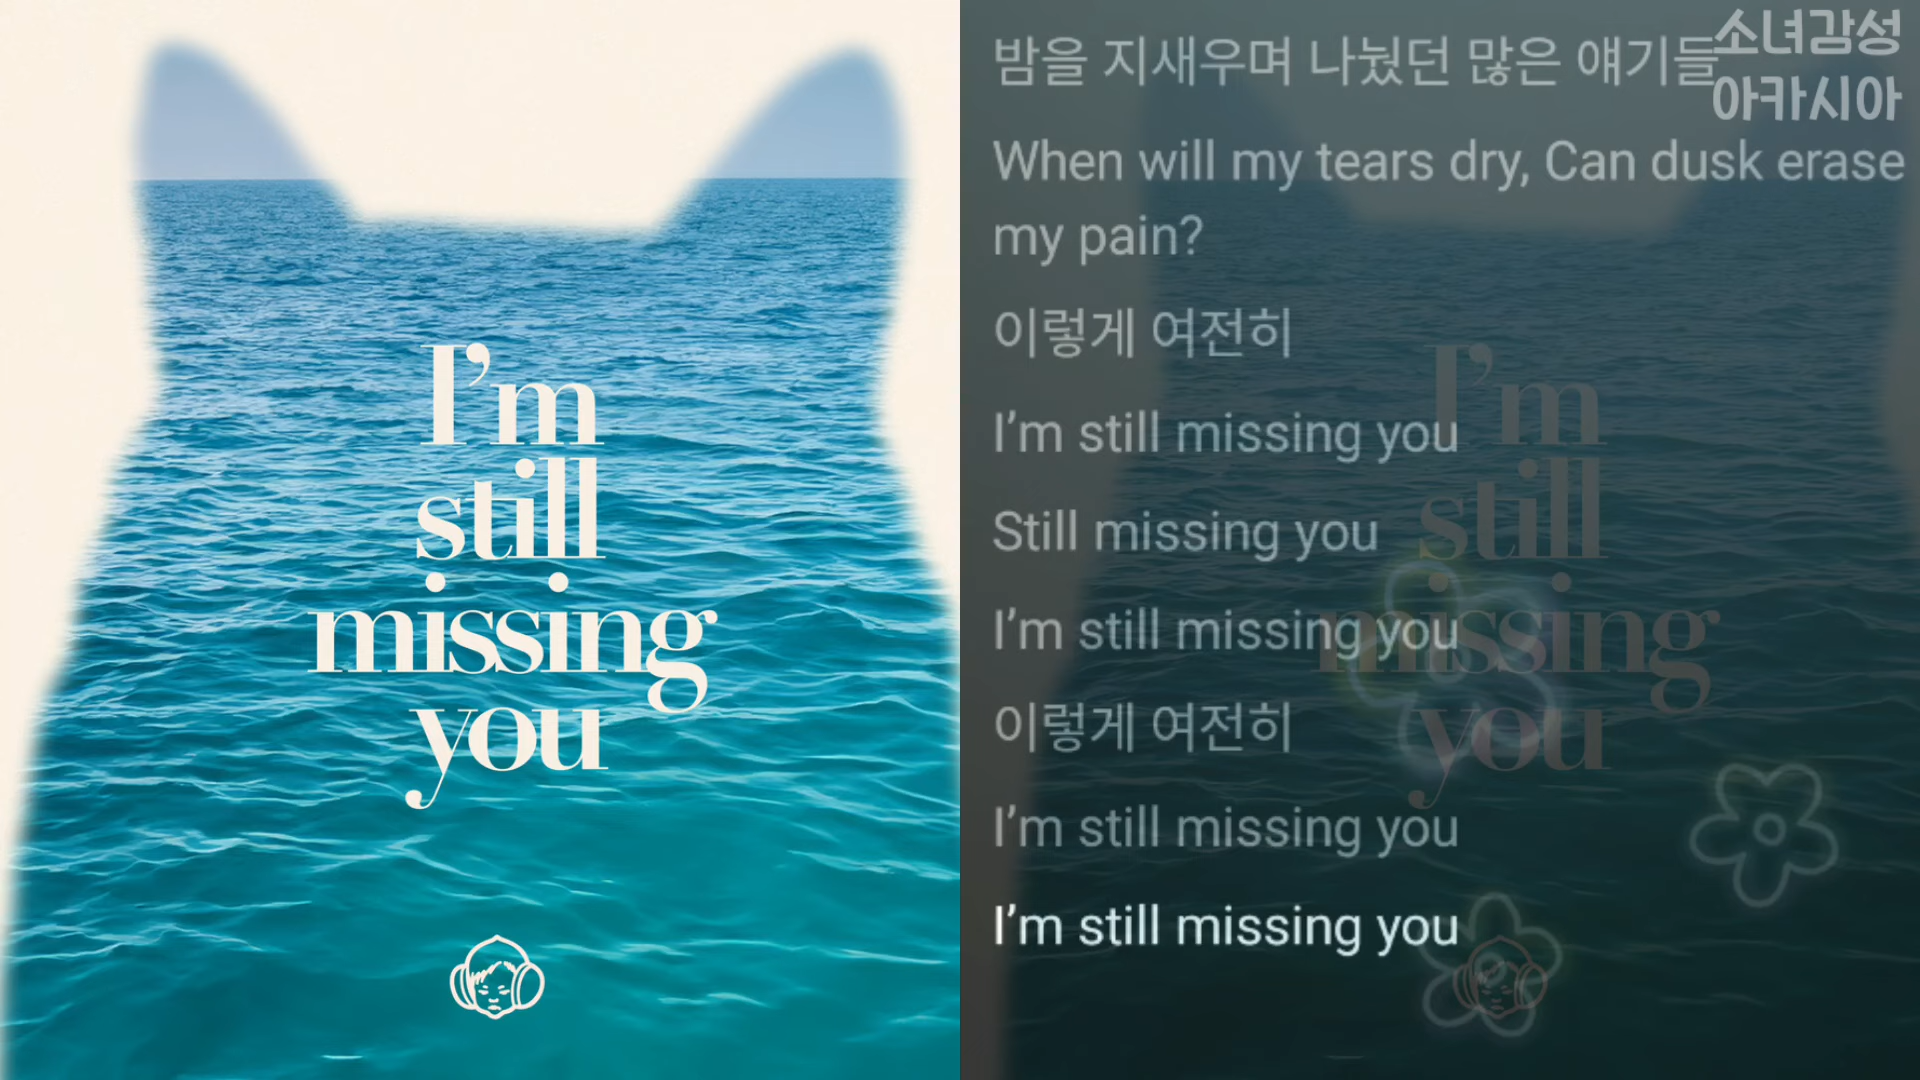 I'm
still
missing
you
소녀감성
아카시아
밤을 지새우며 나눴던 많은 얘기들
When will my tears dry, Can dusk erase
my pain?
이렇게 여전히
I'm still missing you
Still missing you
I'm still missing you
이렇게 여전히
I'm still missing you
I'm still missing you
I'm
still
missing
you